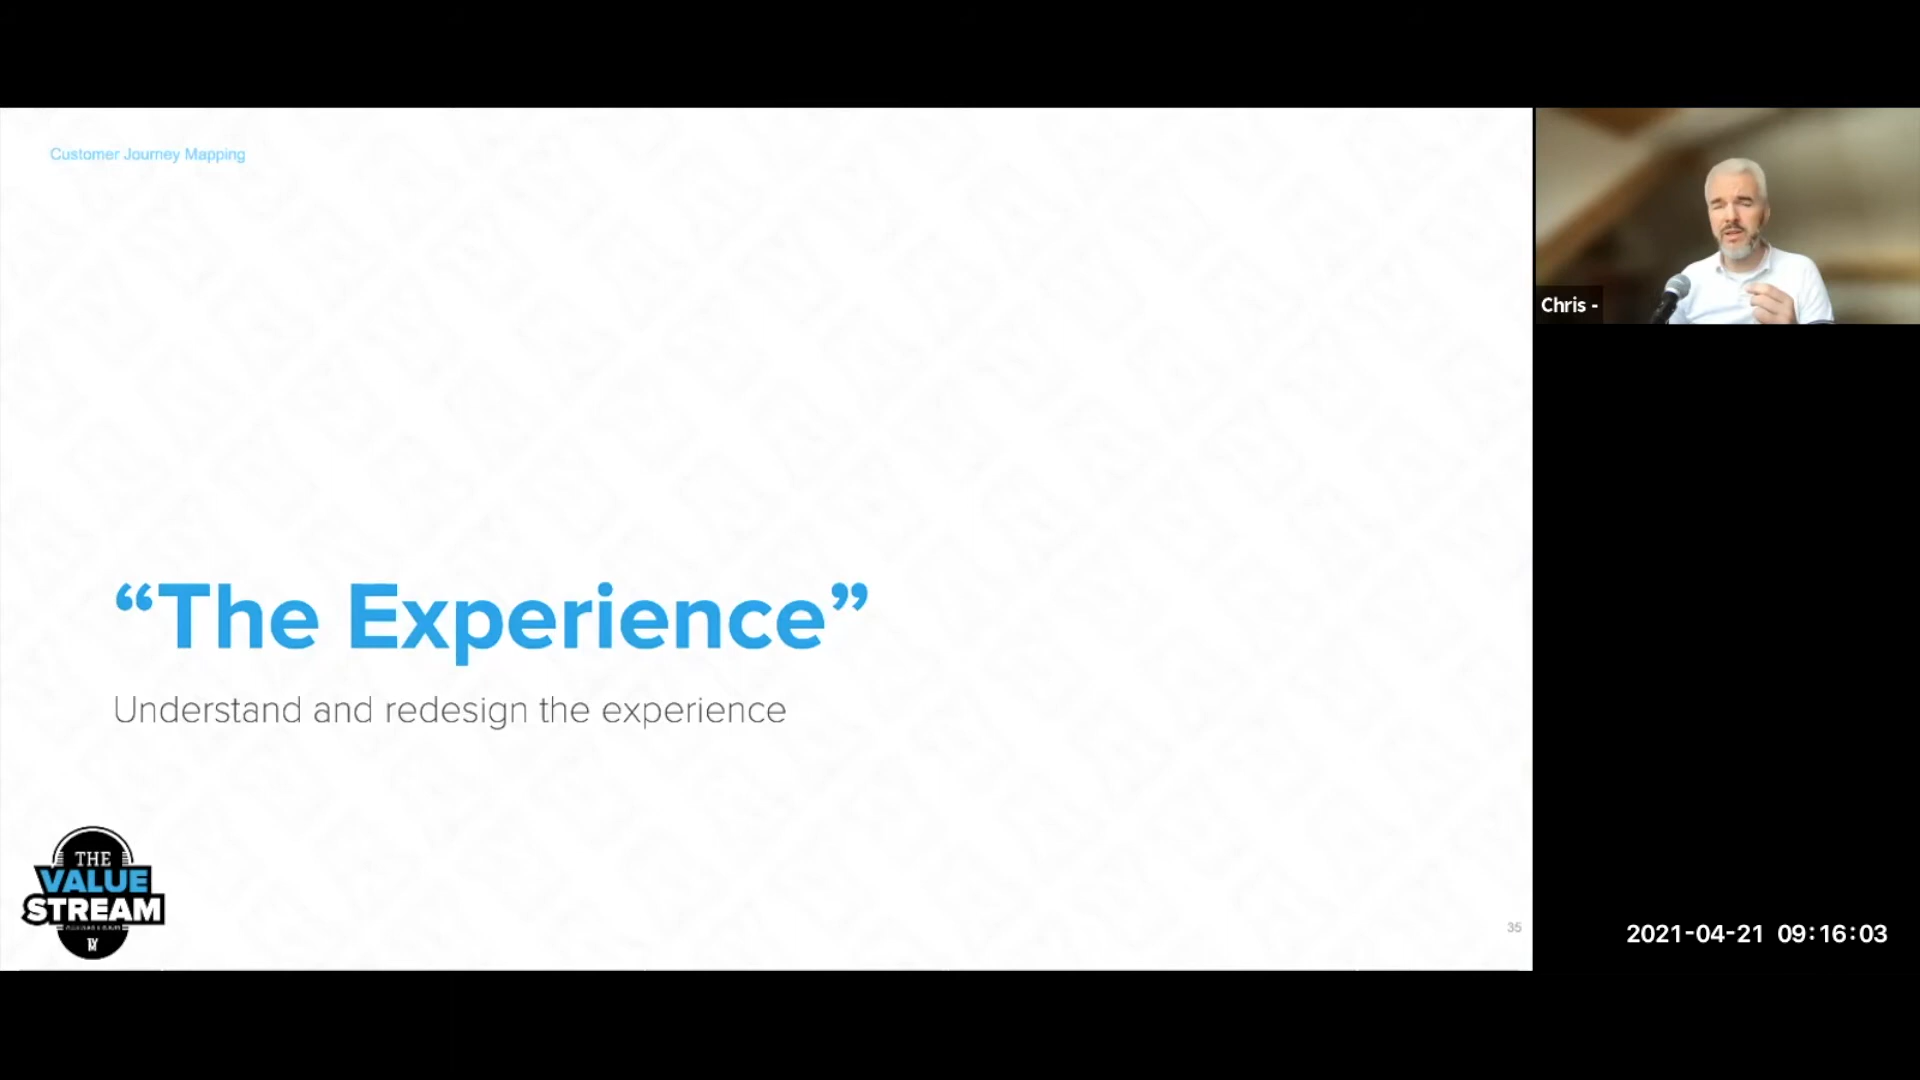 Customer Journey Mapping
“The Experience”
Understand and redesign the experience
THE
VALUE
STREAM
35
Chris -
2021-04-21 09:16:03